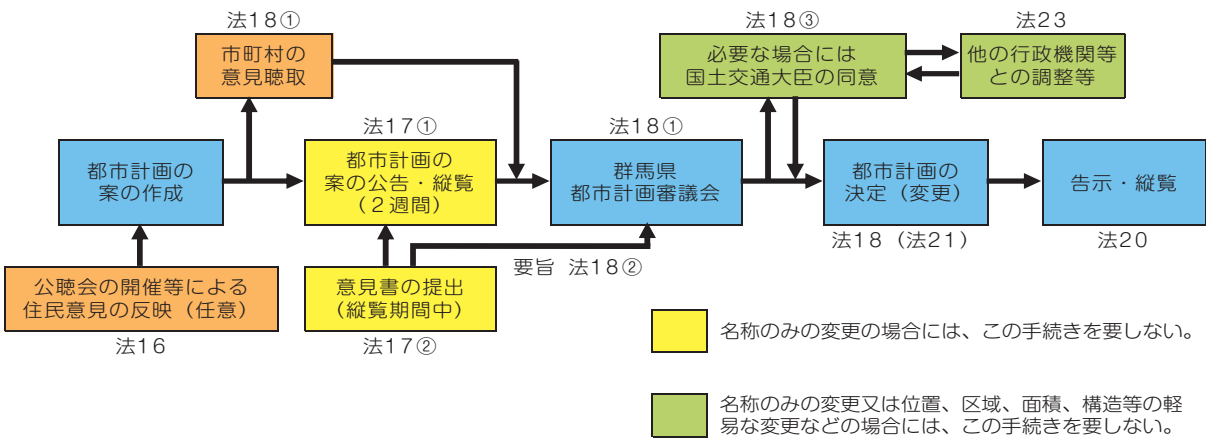 法18①
市町村の
意見聴取
法18③
必要な場合には
国土交通大臣の同意
法23
他の行政機関等
との調整等
都市計画の
案の作成
法17①
都市計画の
案の公告・縦覧
（２週間）
法18①
群馬県
都市計画審議会
都市計画の
決定（変更）
法18（法21）
告示・縦覧
法20
公聴会の開催等による
住民意見の反映（任意）
法16
意見書の提出
（縦覧期間中）
法17②
要旨 法18②
名称のみの変更の場合には、この手続きを要しない。
名称のみの変更又は位置、区域、面積、構造等の軽
易な変更などの場合には、この手続きを要しない。